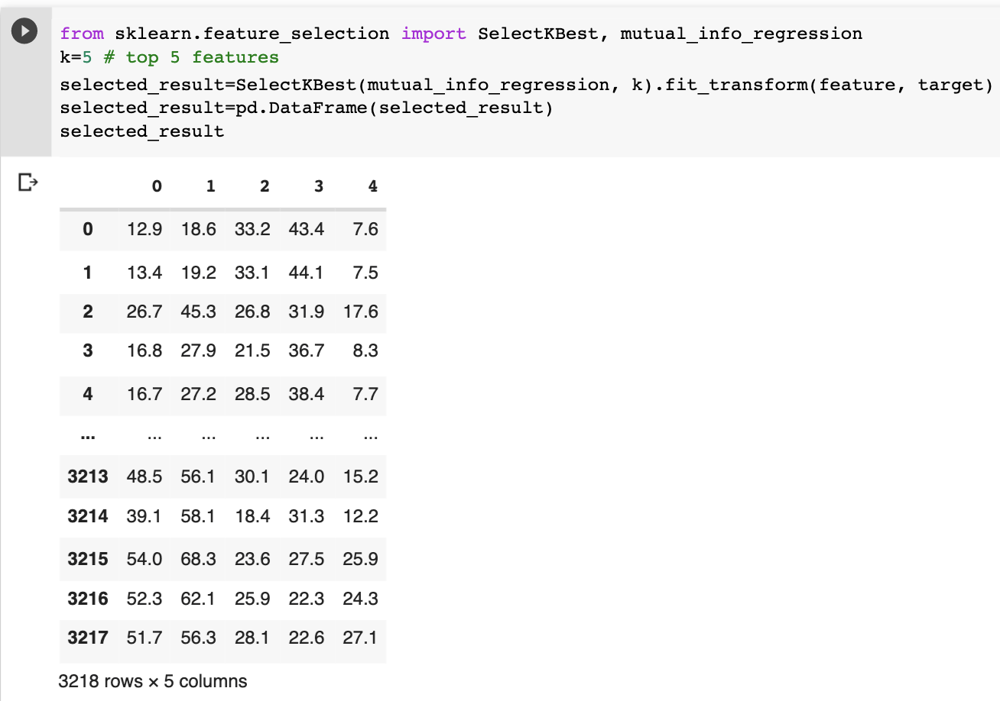 from sklearn.feature_selection import SelectKBest, mutual_info_regression
k=5 # top 5 features
selected_result=SelectKBest(mutual_info_regression, k).fit_transform(feature, target)
selected_result=pd.DataFrame(selected_result)
selected_result
0 1 2 3 4
0 12.9 18.6 33.2 43.4 7.6
1 13.4 19.2 33.1 44.1 7.5
2 26.7 45.3 26.8 31.9 17.6
3 16.8 27.9 21.5 36.7 8.3
4 16.7 27.2 28.5 38.4 7.7
... ... ... ... ... ...
3213 48.5 56.1 30.1 24.0 15.2
3214 39.1 58.1 18.4 31.3 12.2
3215 54.0 68.3 23.6 27.5 25.9
3216 52.3 62.1 25.9 22.3 24.3
3217 51.7 56.3 28.1 22.6 27.1
3218 rows × 5 columns